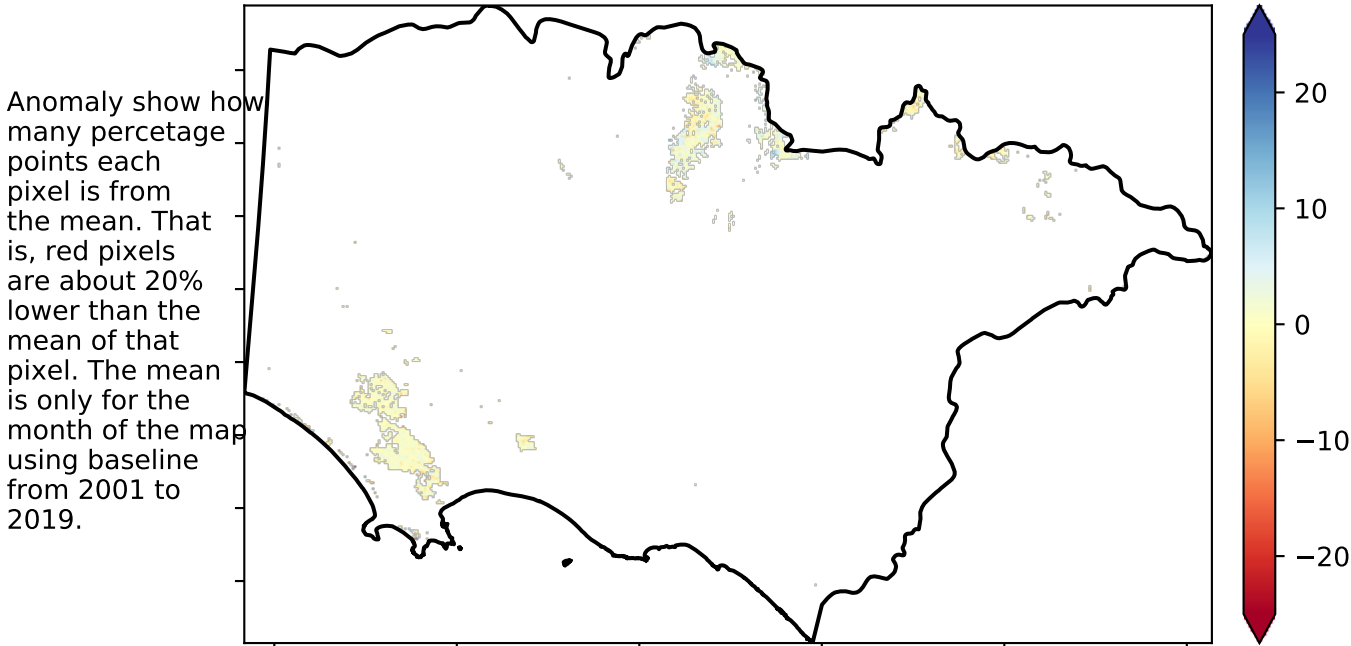 Anomaly show how
many percetage
points each
pixel is from
the mean. That
is, red pixels
are about 20%
lower than the
mean of that
pixel. The mean
is only for the
month of the map
using baseline
from 2001 to
2019.
20
10
0
−10
−20